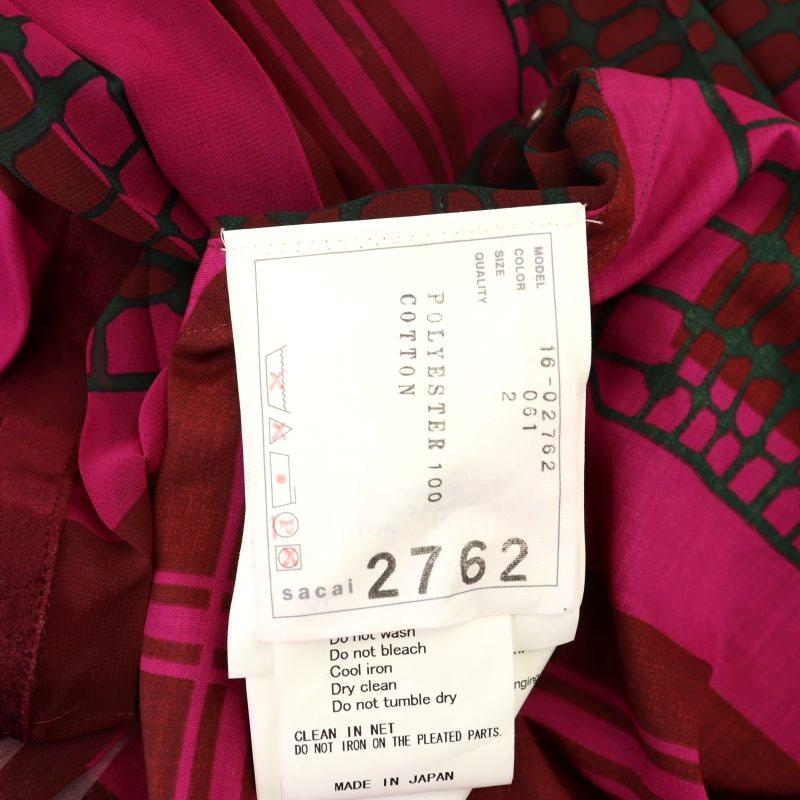 MODEL 16-02762
COLOR 061
SIZE 2
QUALITY
POLYESTER 100
COTTON
P
sacai 2762
Do not wash
Do not bleach
Cool iron
Dry clean
Do not tumble dry
CLEAN IN NET
DO NOT IRON ON THE PLEATED PARTS.
MADE IN JAPAN